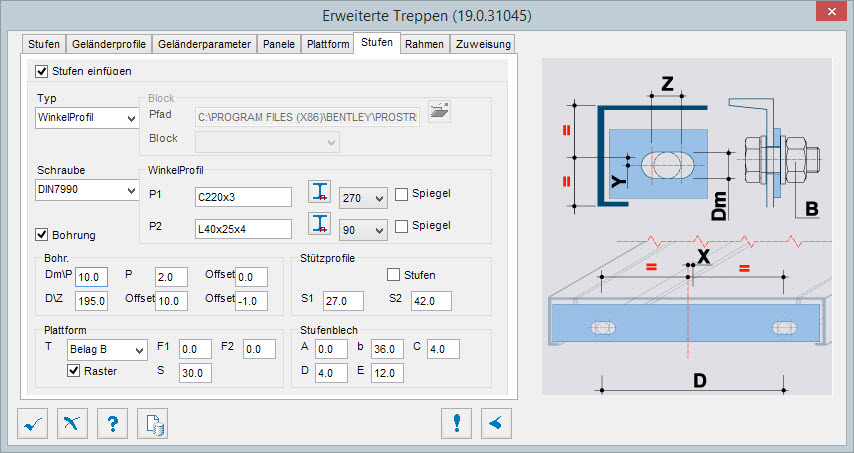 Erweiterte Treppen (19.0.31045)
Stufen Geländerprofile Geländerparameter Panele Plattform Stufen Rahmen Zuweisung
Stufen einfügen
Typ
WinkelProfil
Block
Pfad C:\PROGRAM FILES (X86)\BENTLEY\PROSTRI
Block
Schraube
DIN7990
WinkelProfil
P1 C220x3 270 Spiegel
P2 L40x25x4 90 Spiegel
Bohrung
Bohr.
Dm\P 10.0 P 2.0 Offset 0.0
D\Z 195.0 Offset 10.0 Offset -1.0
Stützprofile
Stufen
S1 27.0 S2 42.0
Plattform
T Belag B F1 0.0 F2 0.0
Raster S 30.0
Stufenblech
A 0.0 b 36.0 C 4.0
D 4.0 E 12.0
Z
=
=
Y
Dm
B
X
=
=
D
? !